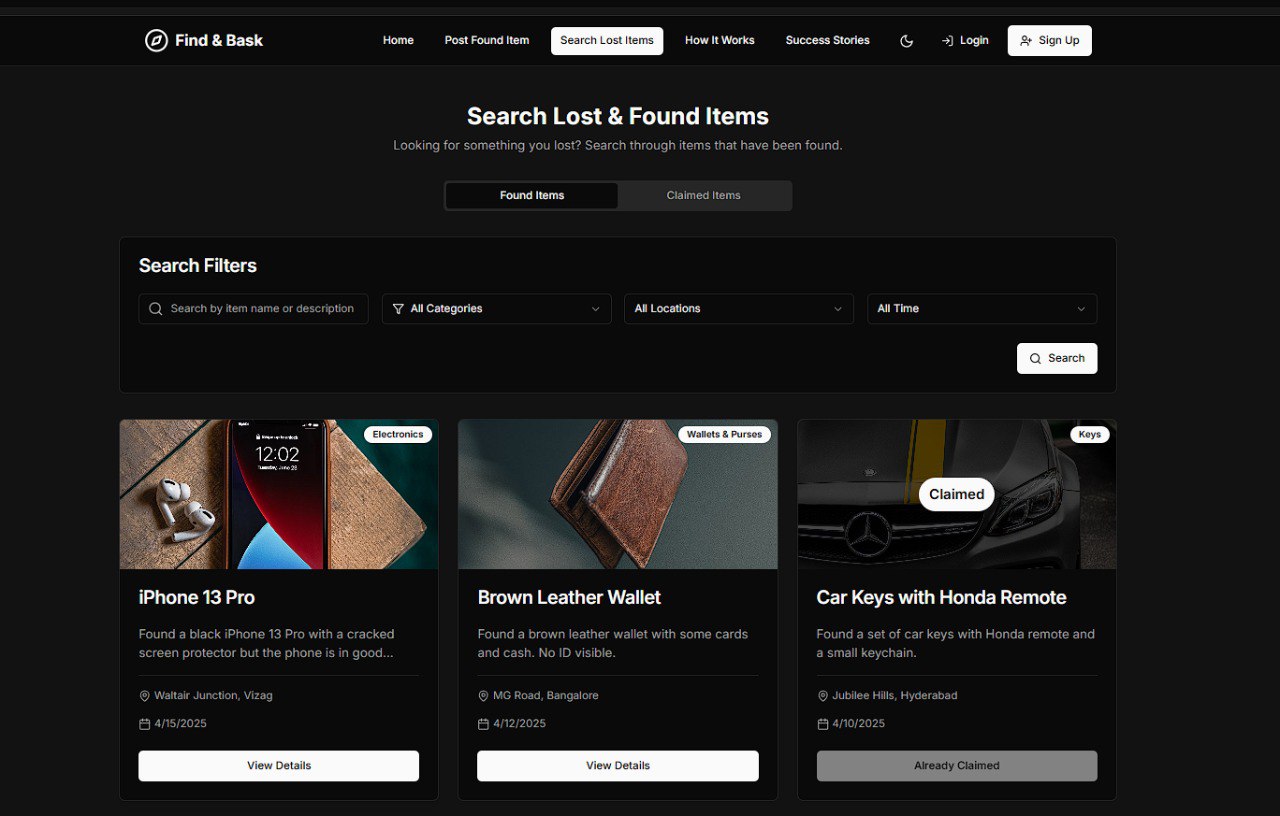 Find & Bask
Home
Post Found Item
Search Lost Items
How It Works
Success Stories
Login
Sign Up
Search Lost & Found Items
Looking for something you lost? Search through items that have been found.
Found Items
Claimed Items
Search Filters
Search by item name or description
All Categories
All Locations
All Time
Search
Electronics
12:02
Tuesday, June 28
Wallets & Purses
Keys
Claimed
iPhone 13 Pro
Found a black iPhone 13 Pro with a cracked
screen protector but the phone is in good...
Waltair Junction, Vizag
4/15/2025
View Details
Brown Leather Wallet
Found a brown leather wallet with some cards
and cash. No ID visible.
MG Road, Bangalore
4/12/2025
View Details
Car Keys with Honda Remote
Found a set of car keys with Honda remote and
a small keychain.
Jubilee Hills, Hyderabad
4/10/2025
Already Claimed